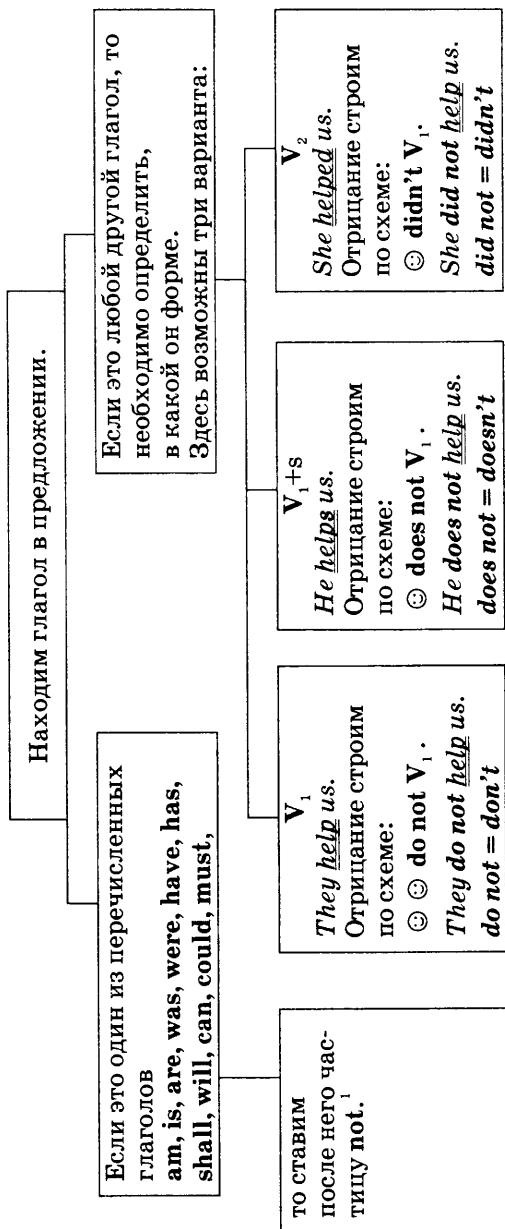 Находим глагол в предложении.
Если это один из перечисленных
глаголов
am, is, are, was, were, have, has,
shall, will, can, could, must,
то ставим
после него час-
тицу not.¹
Если это любой другой глагол, то
необходимо определить,
в какой он форме.
Здесь возможны три варианта:
V₁
They help us.
Отрицание строим
по схеме:
☺ ☺ do not V₁.
They do not help us.
do not = don't
V₁+s
He helps us.
Отрицание строим
по схеме:
☺ does not V₁.
He does not help us.
does not = doesn't
V₂
She helped us.
Отрицание строим
по схеме:
☺ didn't V₁.
She did not help us.
did not = didn't